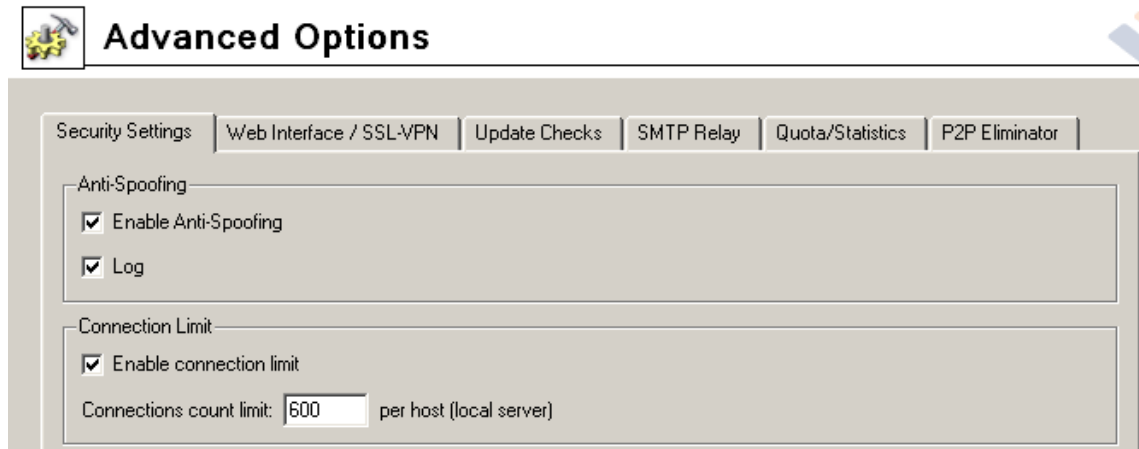 Advanced Options
Security Settings Web Interface / SSL-VPN Update Checks SMTP Relay Quota/Statistics P2P Eliminator
Anti-Spoofing
Enable Anti-Spoofing
Log
Connection Limit
Enable connection limit
Connections count limit: 600 per host (local server)